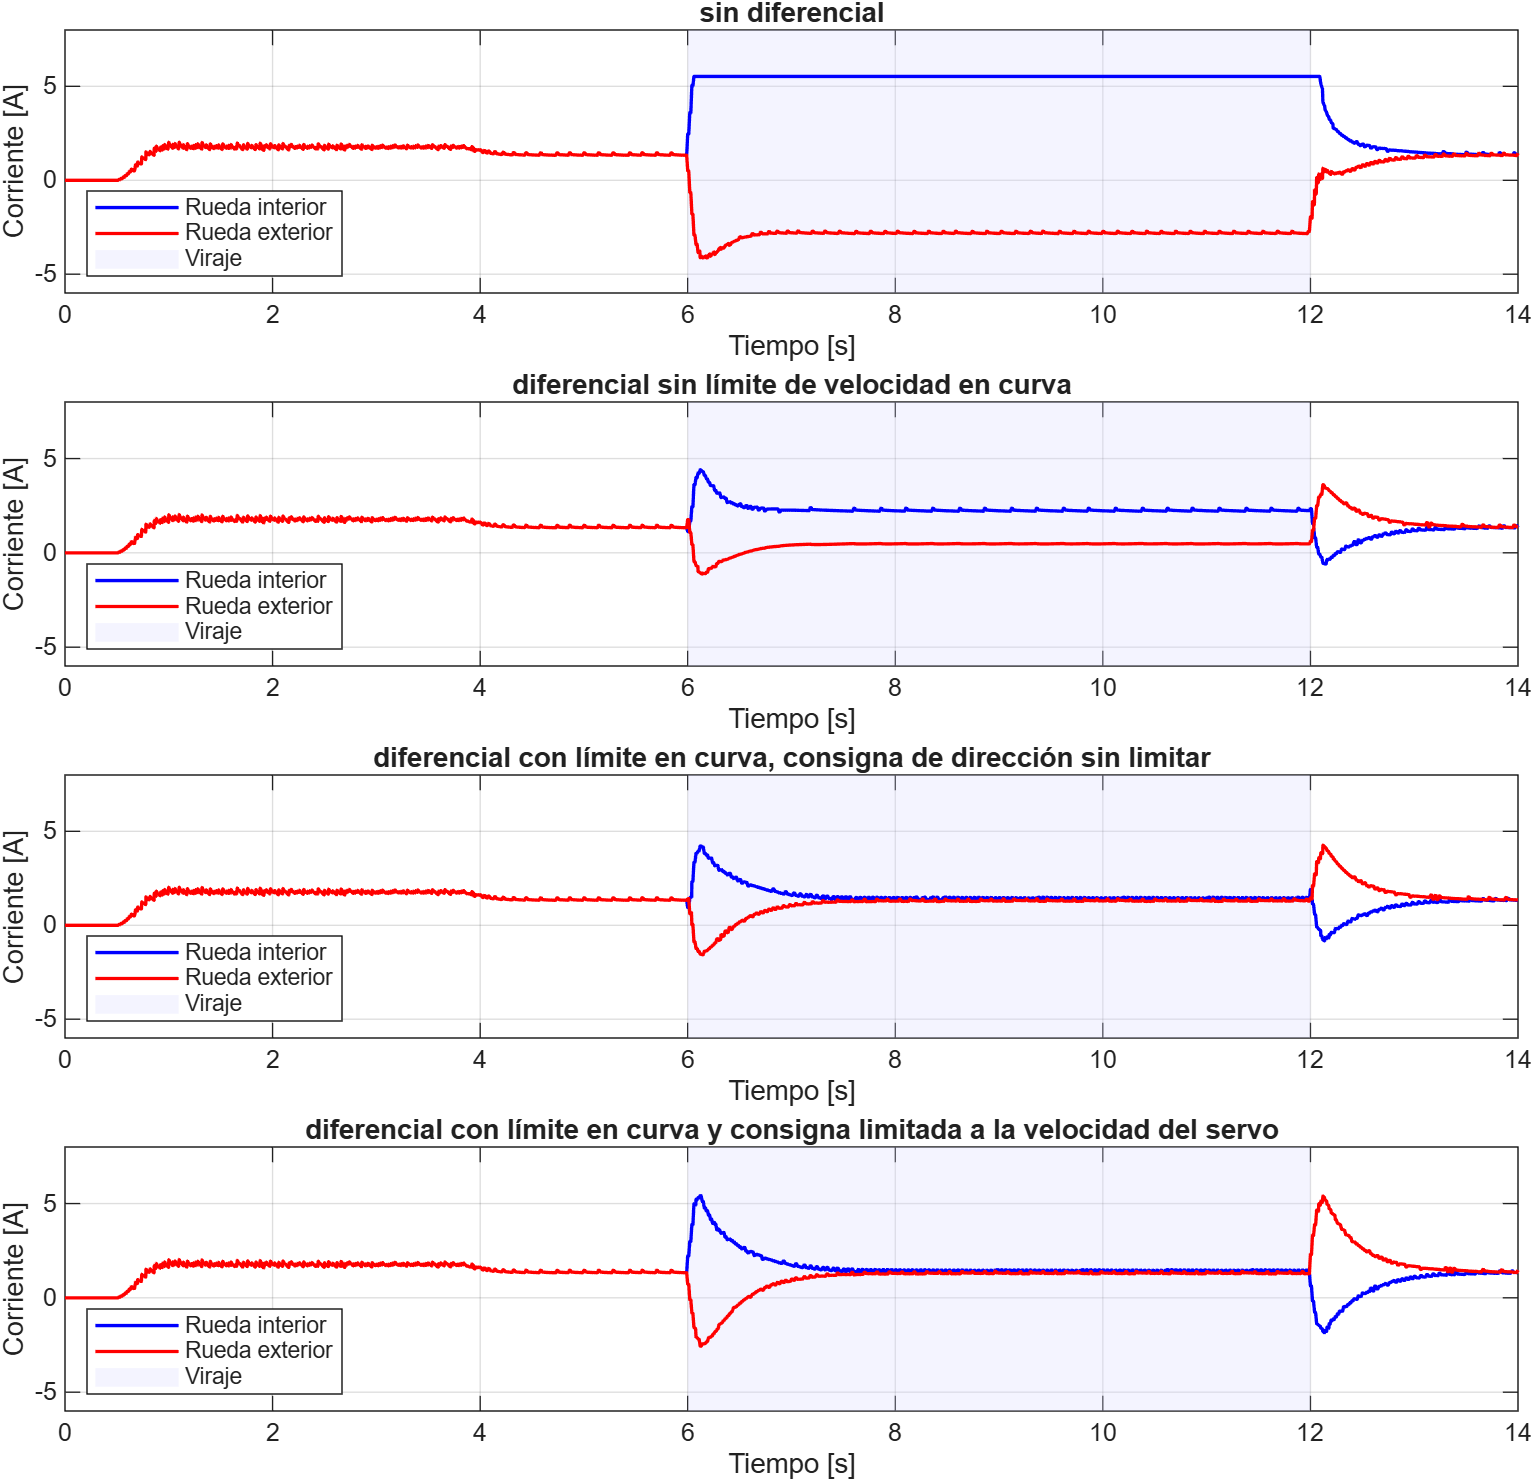 sin diferencial
Corriente [A]
5
0
-5
Rueda interior
Rueda exterior
Viraje
0 2 4 6 8 10 12 14
Tiempo [s]
diferencial sin límite de velocidad en curva
Corriente [A]
5
0
-5
Rueda interior
Rueda exterior
Viraje
0 2 4 6 8 10 12 14
Tiempo [s]
diferencial con límite en curva, consigna de dirección sin limitar
Corriente [A]
5
0
-5
Rueda interior
Rueda exterior
Viraje
0 2 4 6 8 10 12 14
Tiempo [s]
diferencial con límite en curva y consigna limitada a la velocidad del servo
Corriente [A]
5
0
-5
Rueda interior
Rueda exterior
Viraje
0 2 4 6 8 10 12 14
Tiempo [s]